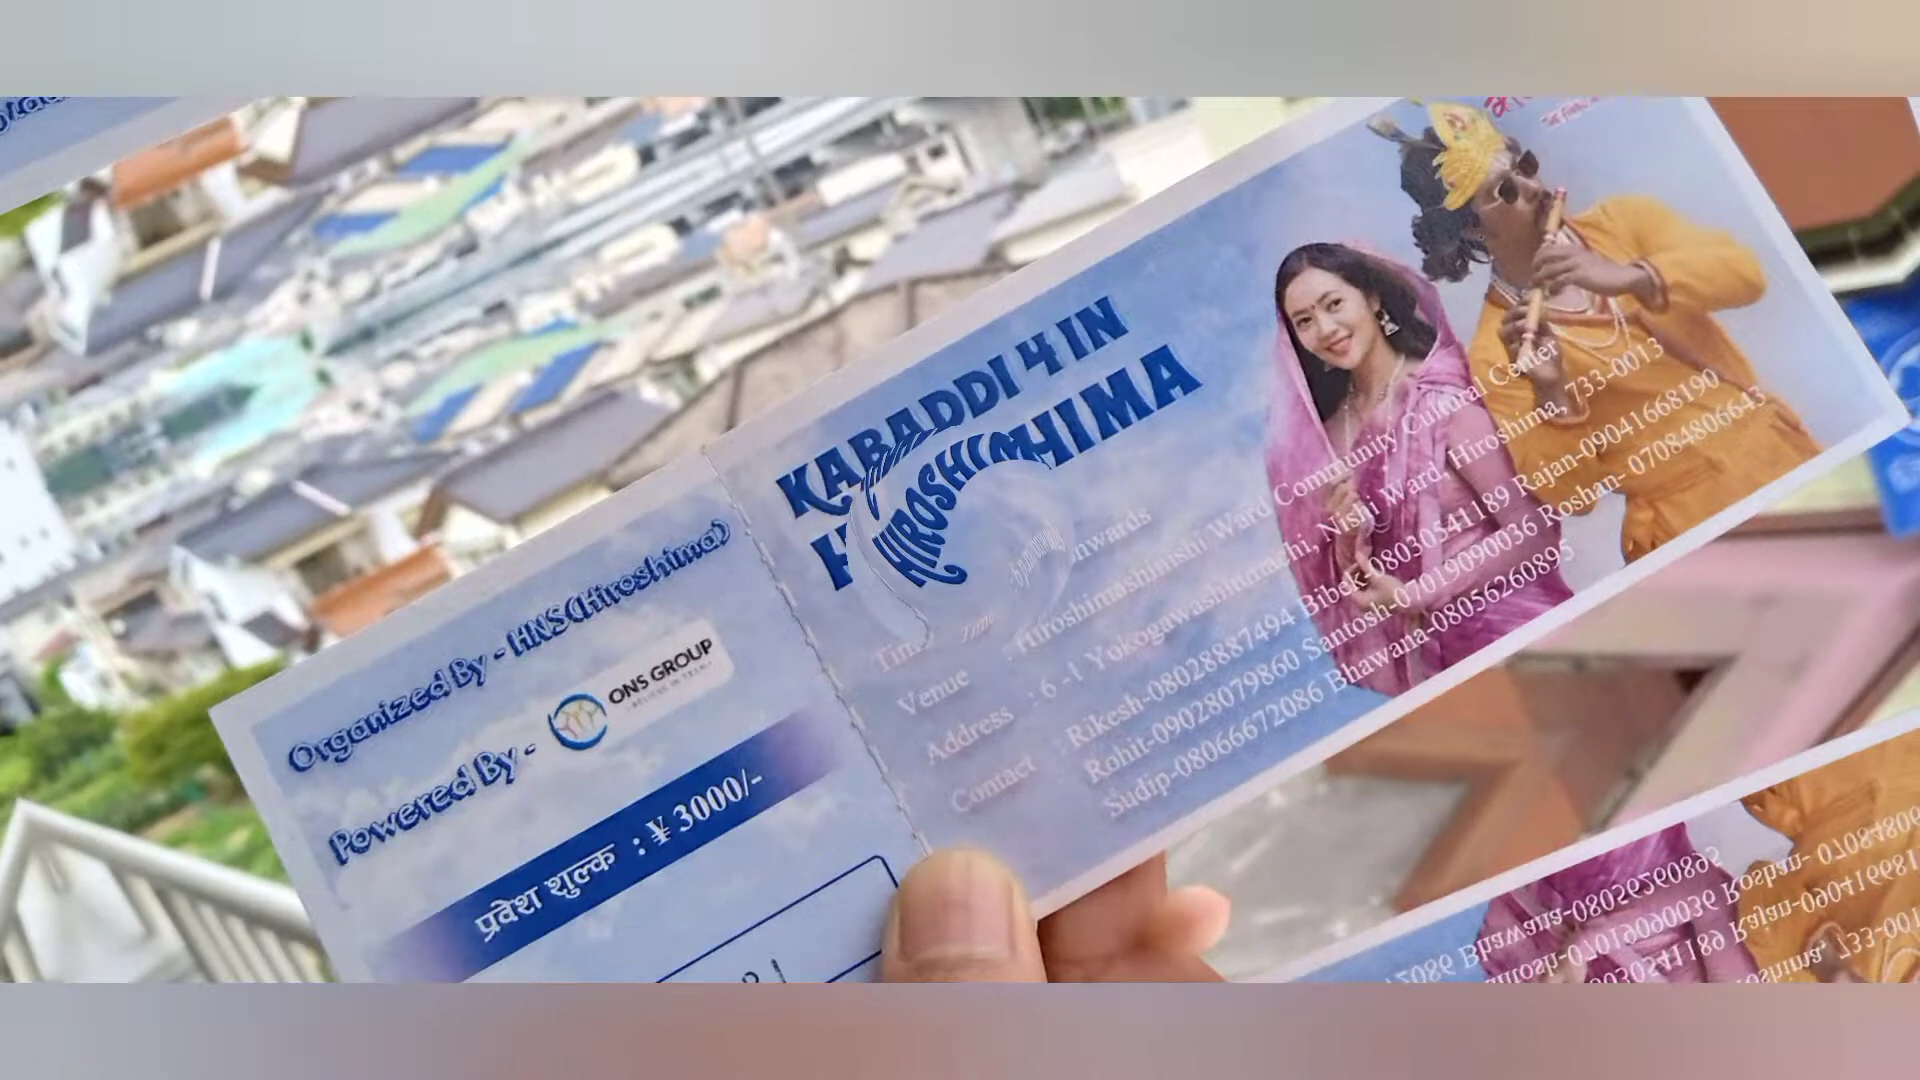 KABADDI 4 IN
HIROSHIMA
Time
6pm onwards
Venue : Hiroshimashinishi Ward Community Cultural Center
Address : 6 -1 Yokogawashinmachi, Nishi Ward, Hiroshima, 733-0013
Contact : Rikesh-08028887494 Bibek-08030541189 Rajan-09041668190
Rohit-09028079860 Santosh-07019090036 Roshan- 07084806643
Sudip-08066672086 Bhawana-08056260895
Organized By - HNS(Hiroshima)
Powered By - ONS GROUP
प्रवेश शुल्क : ¥ 3000/-